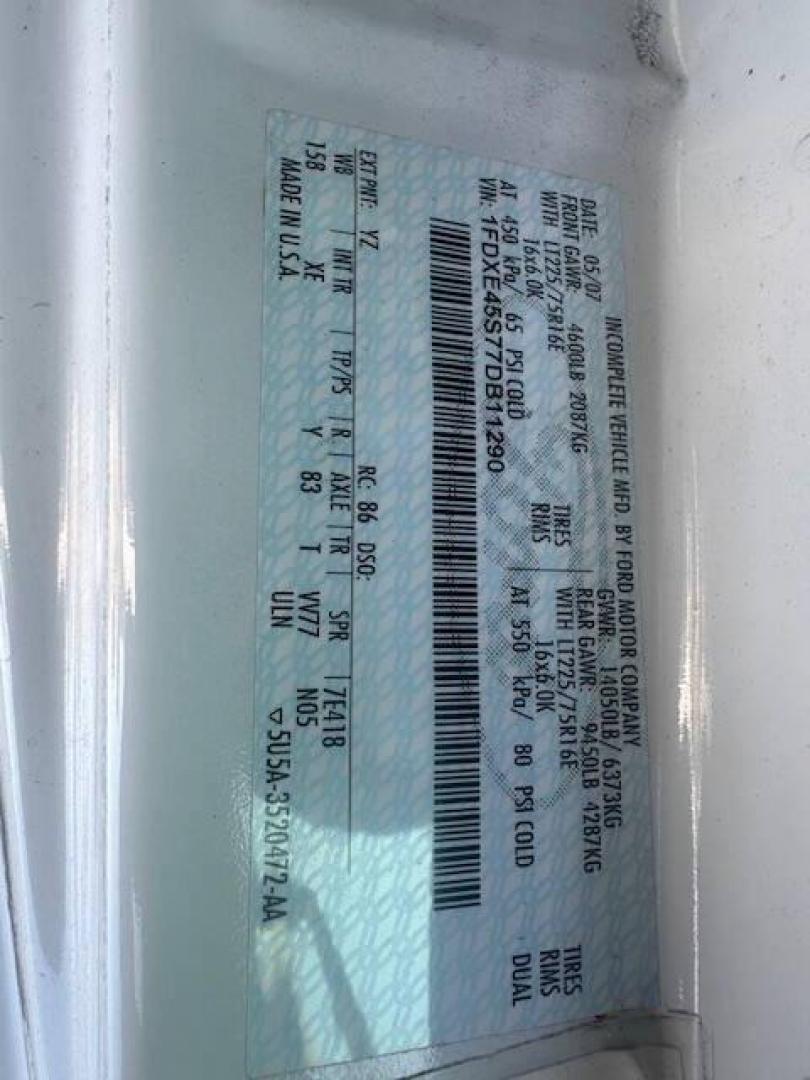 INCOMPLETE VEHICLE MFD. BY FORD MOTOR COMPANY
DATE: 05/07 GVWR: 14050LB/ 6373KG
FRONT GAWR: 4600LB 2087KG REAR GAWR: 9450LB 4287KG
WITH LT225/75R16E TIRES WITH LT225/75R16E TIRES
16x6.0K RIMS 16x6.0K RIMS
AT 450 kPa/ 65 PSI COLD AT 550 kPa/ 80 PSI COLD DUAL
VIN: 1FDXE45S77DB11290
EXT PNT: YZ RC: 86 DSO:
WB | INT TR | TP/PS | R | AXLE | TR | SPR | 7E418
158 XE Y 83 T VV77 N05
MADE IN U.S.A. ULN
▽5U5A-3520472-AA